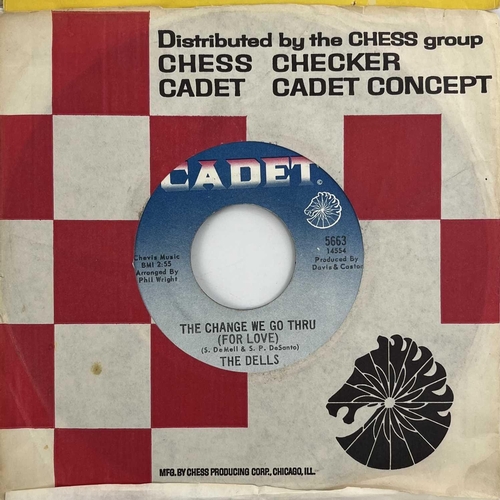 Distributed by the CHESS group
CHESS CHECKER
CADET CADET CONCEPT
CADET
©
5663
14554
Chevis Music
BMI 2:55
Arranged By
Phil Wright
Produced By
Davis & Caston
THE CHANGE WE GO THRU
(FOR LOVE)
(S. DeMell & S. P. DeSanto)
THE DELLS
MFG. BY CHESS PRODUCING CORP., CHICAGO, ILL.